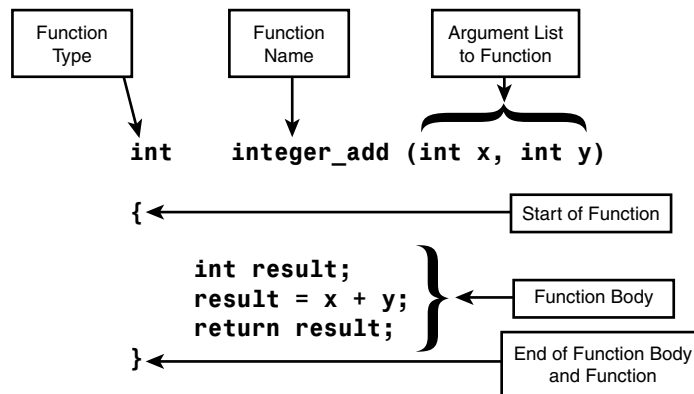 Function
Type
Function
Name
Argument List
to Function
int integer_add (int x, int y)
{
Start of Function
int result;
result = x + y;
return result;
Function Body
}
End of Function Body
and Function